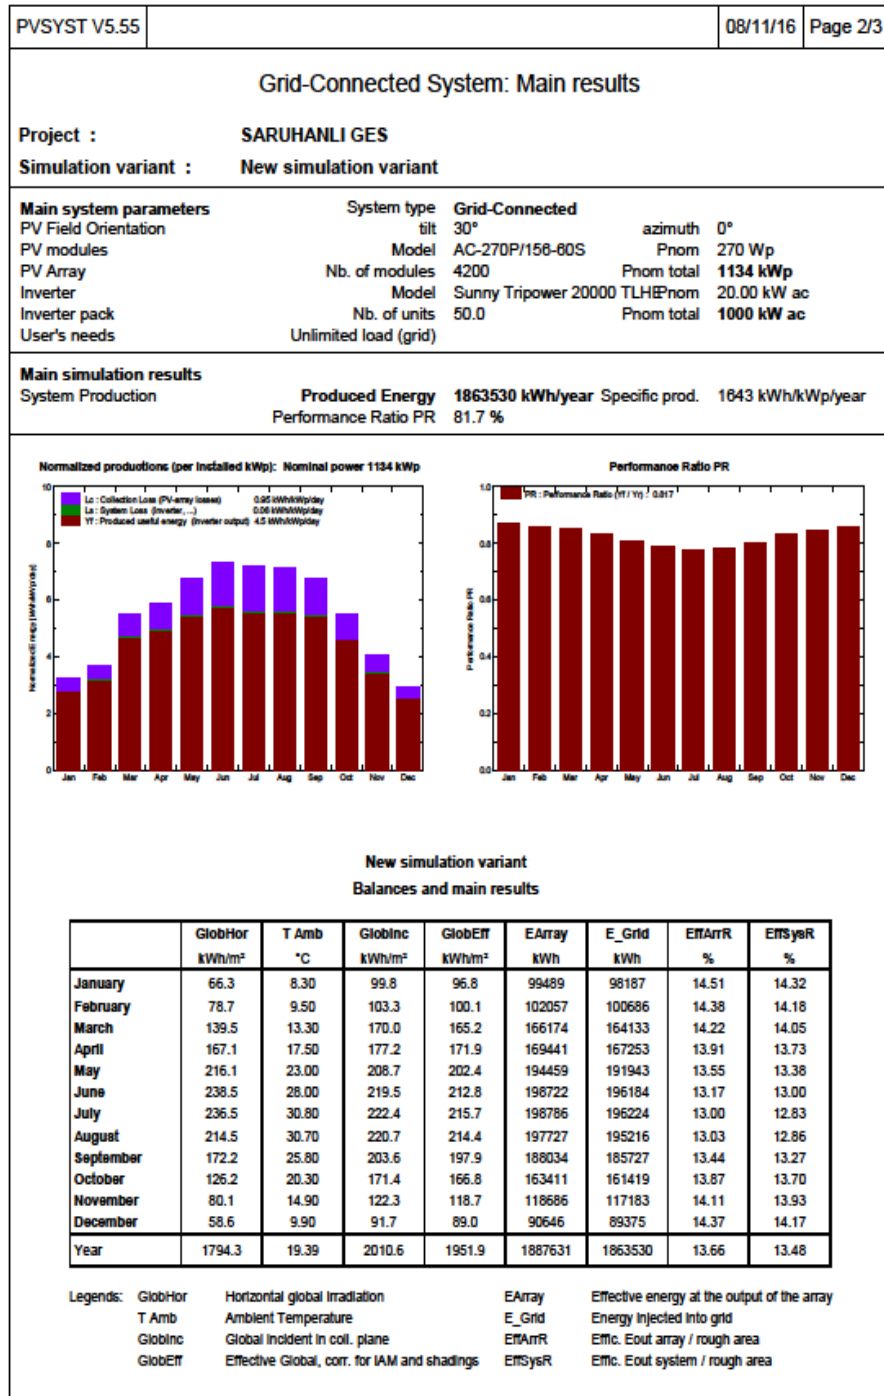 PVSYST V5.55 08/11/16 Page 2/3
Grid-Connected System: Main results
Project : SARUHANLI GES
Simulation variant : New simulation variant
Main system parameters System type Grid-Connected
PV Field Orientation tilt 30° azimuth 0°
PV modules Model AC-270P/156-60S Pnom 270 Wp
PV Array Nb. of modules 4200 Pnom total 1134 kWp
Inverter Model Sunny Tripower 20000 TLHEPnom 20.00 kW ac
Inverter pack Nb. of units 50.0 Pnom total 1000 kW ac
User's needs Unlimited load (grid)
Main simulation results
System Production Produced Energy 1863530 kWh/year Specific prod. 1643 kWh/kWp/year
Performance Ratio PR 81.7 %
Normalized productions (per installed kWp): Nominal power 1134 kWp
Lc : Collection Loss (PV-array losses) 0.95 kWh/kWp/day
Ls : System Loss (inverter, ...) 0.06 kWh/kWp/day
Yf : Produced useful energy (inverter output) 4.5 kWh/kWp/day
Normalized Energy [kWh/kWp/day]
10
8
6
4
2
0
Jan Feb Mar Apr May Jun Jul Aug Sep Oct Nov Dec
Performance Ratio PR
PR : Performance Ratio (Yf / Yr) : 0.817
Performance Ratio PR
1.0
0.8
0.6
0.4
0.2
0.0
Jan Feb Mar Apr May Jun Jul Aug Sep Oct Nov Dec
New simulation variant
Balances and main results
GlobHor T Amb GlobInc GlobEff EArray E_Grid EffArrR EffSysR
kWh/m² °C kWh/m² kWh/m² kWh kWh % %
January 66.3 8.30 99.8 96.8 99489 98187 14.51 14.32
February 78.7 9.50 103.3 100.1 102057 100686 14.38 14.18
March 139.5 13.30 170.0 165.2 166174 164133 14.22 14.05
April 167.1 17.50 177.2 171.9 169441 167253 13.91 13.73
May 216.1 23.00 208.7 202.4 194459 191943 13.55 13.38
June 238.5 28.00 219.5 212.8 198722 196184 13.17 13.00
July 236.5 30.80 222.4 215.7 198786 196224 13.00 12.83
August 214.5 30.70 220.7 214.4 197727 195216 13.03 12.86
September 172.2 25.80 203.6 197.9 188034 185727 13.44 13.27
October 126.2 20.30 171.4 166.8 163411 161419 13.87 13.70
November 80.1 14.90 122.3 118.7 118686 117183 14.11 13.93
December 58.6 9.90 91.7 89.0 90646 89375 14.37 14.17
Year 1794.3 19.39 2010.6 1951.9 1887631 1863530 13.66 13.48
Legends: GlobHor Horizontal global irradiation EArray Effective energy at the output of the array
T Amb Ambient Temperature E_Grid Energy injected into grid
GlobInc Global incident in coll. plane EffArrR Effic. Eout array / rough area
GlobEff Effective Global, corr. for IAM and shadings EffSysR Effic. Eout system / rough area